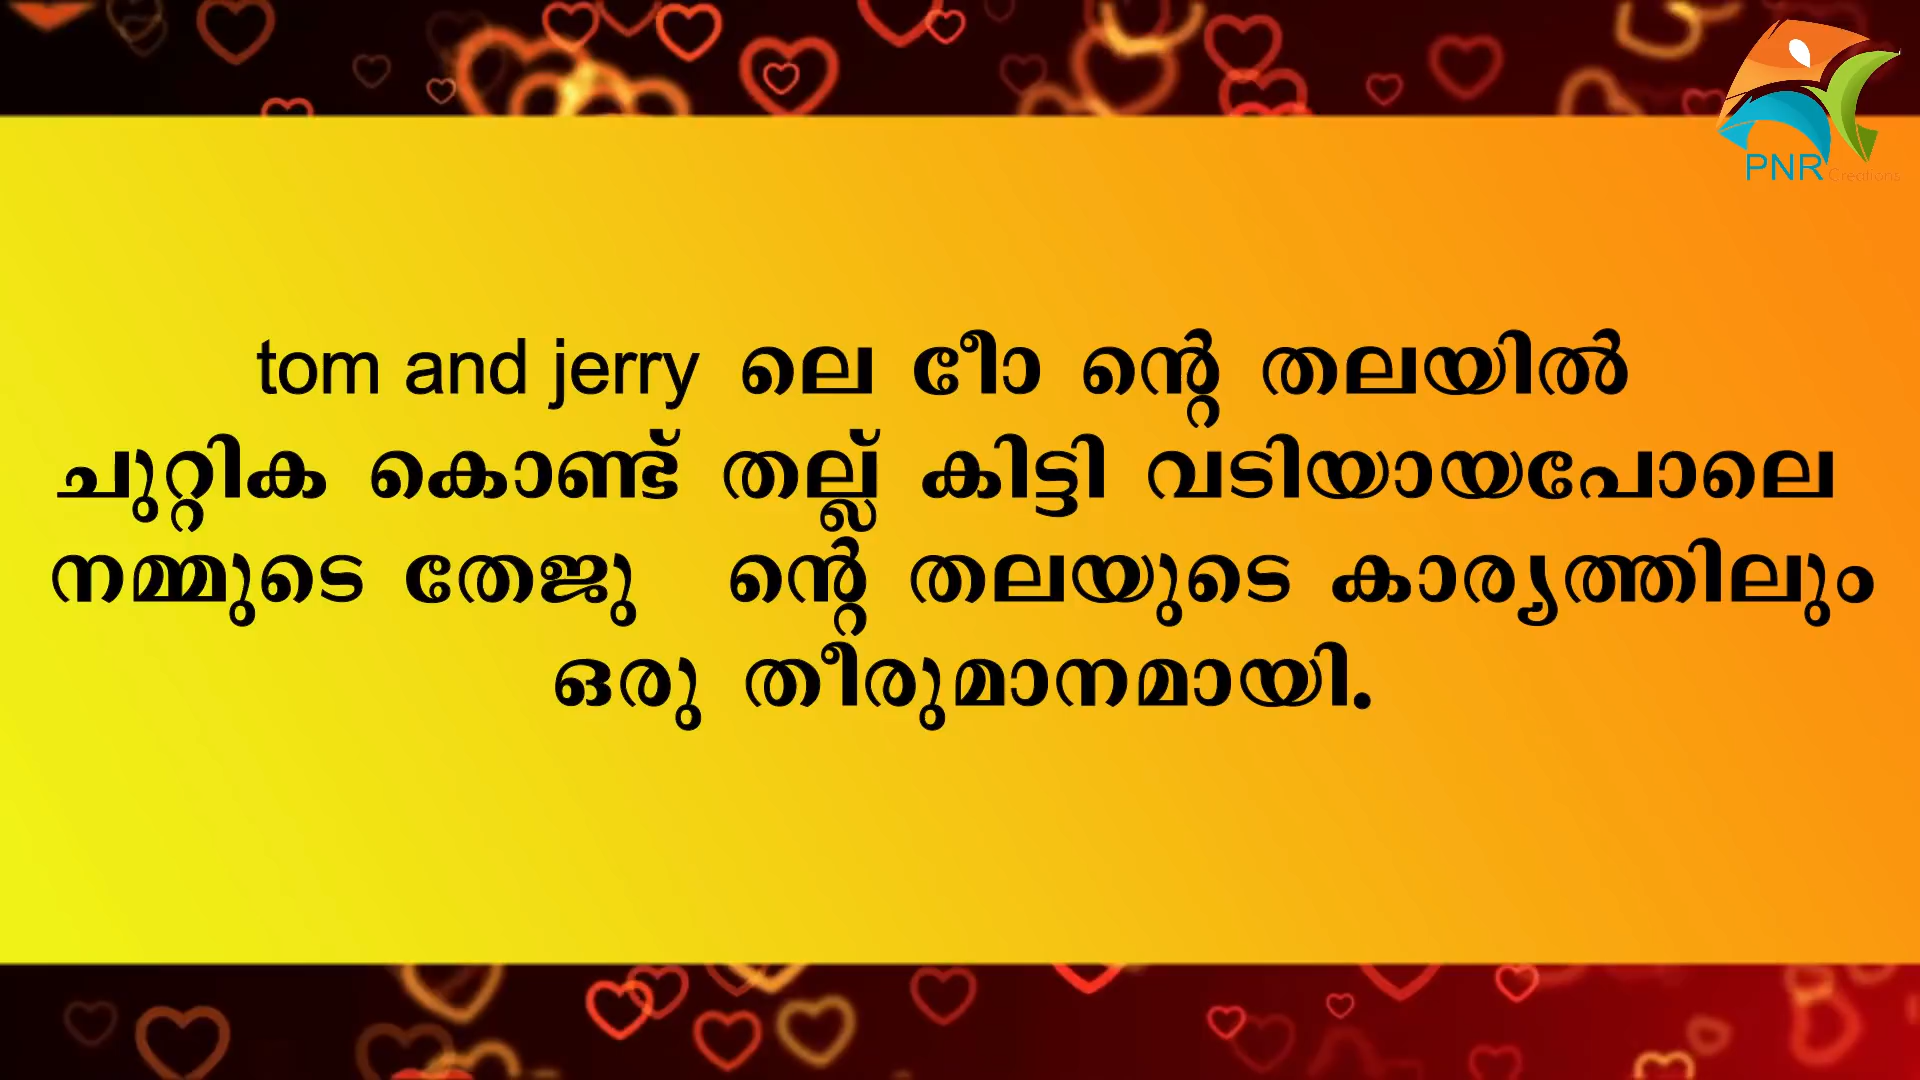 PNR Creations
tom and jerry ലെ ന്റെ തലയിൽ
ചുറ്റിക കൊണ്ട് തല്ല് കിട്ടി വടിയായപോലെ
നമ്മുടെ തേജു ന്റെ തലയുടെ കാര്യത്തിലും
ഒരു തീരുമാനമായി.